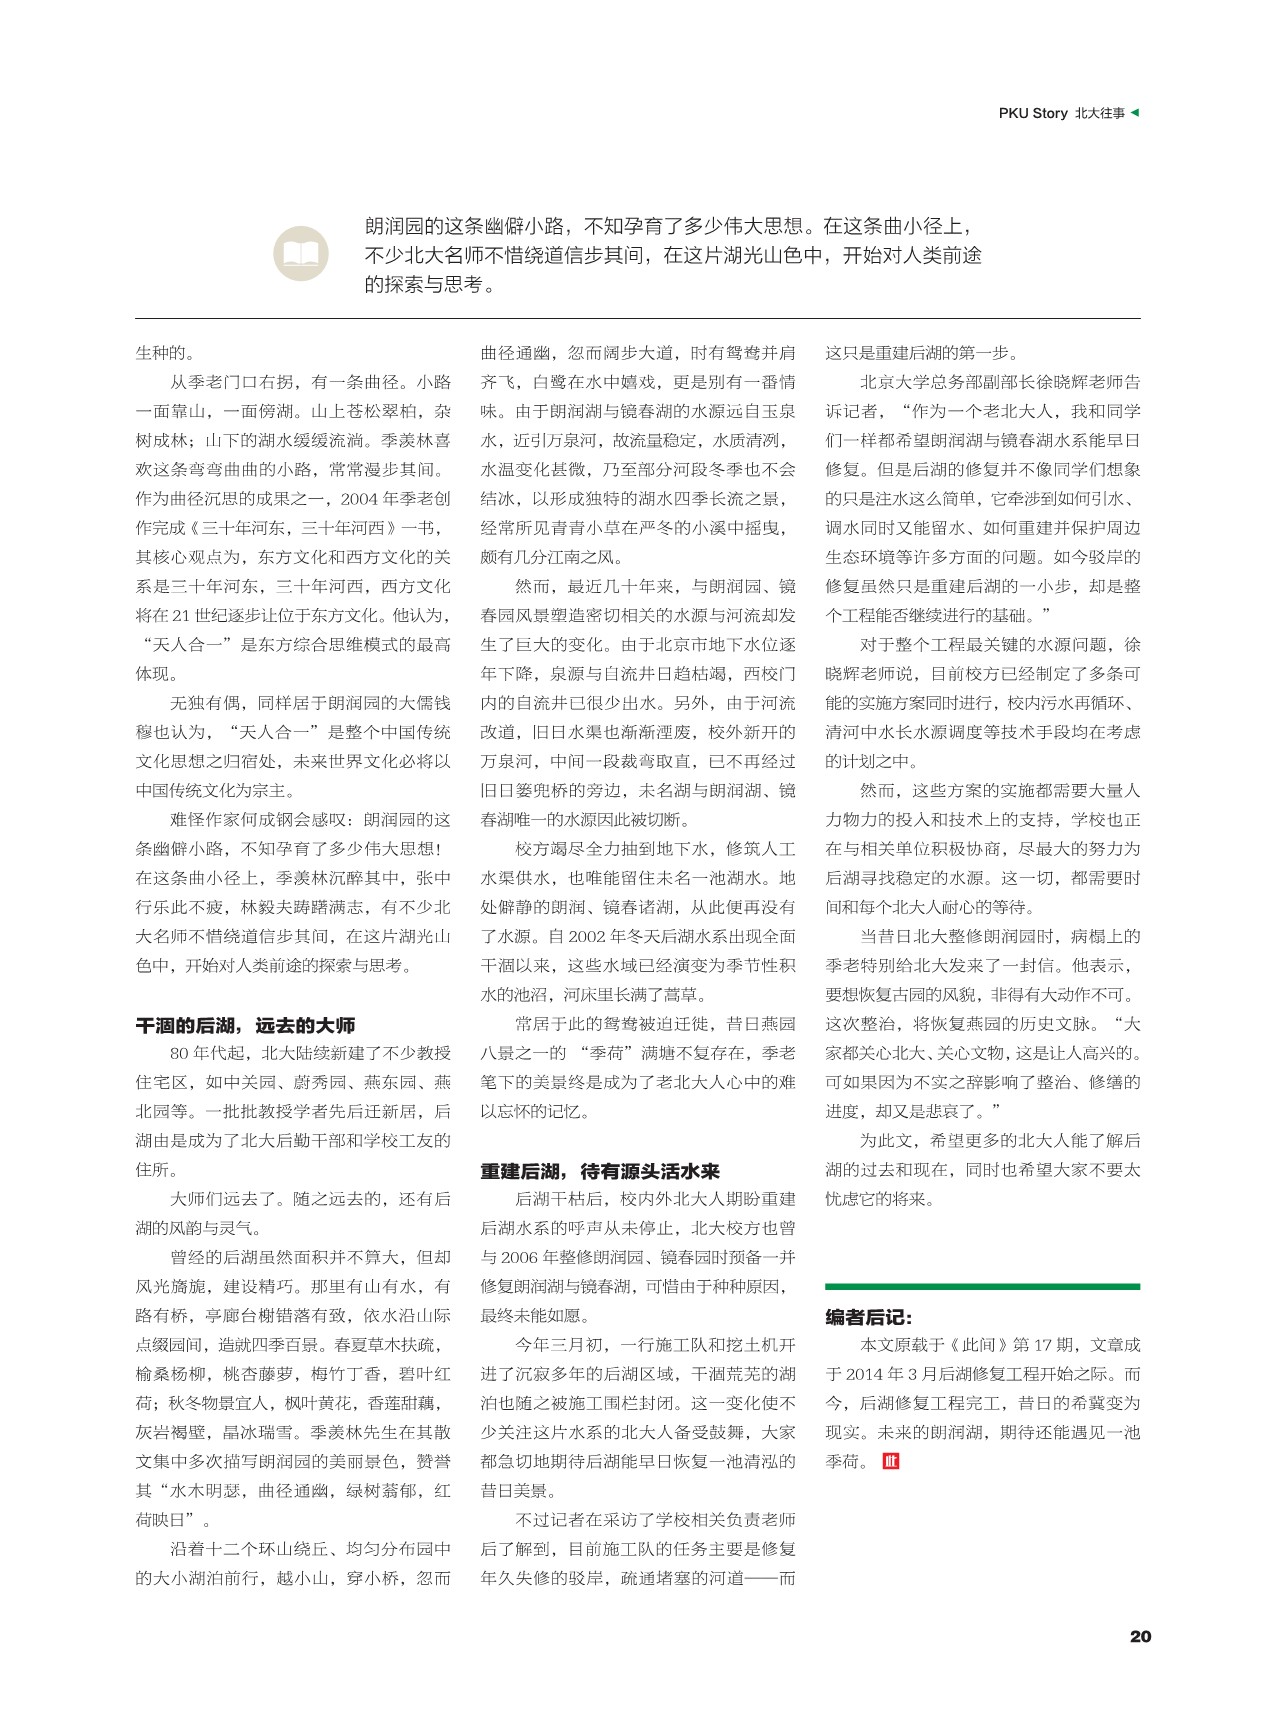 PKU Story 北大往事
朗润园的这条幽僻小路，不知孕育了多少伟大思想。在这条曲小径上，
不少北大名师不惜绕道信步其间，在这片湖光山色中，开始对人类前途
的探索与思考。
生种的。
从季老门口右拐，有一条曲径。小路
一面靠山，一面傍湖。山上苍松翠柏，杂
树成林；山下的湖水缓缓流淌。季羡林喜
欢这条弯弯曲曲的小路，常常漫步其间。
作为曲径沉思的成果之一，2004 年季老创
作完成《三十年河东，三十年河西》一书，
其核心观点为，东方文化和西方文化的关
系是三十年河东，三十年河西，西方文化
将在 21 世纪逐步让位于东方文化。他认为，
“天人合一”是东方综合思维模式的最高
体现。
无独有偶，同样居于朗润园的大儒钱
穆也认为，“天人合一”是整个中国传统
文化思想之归宿处，未来世界文化必将以
中国传统文化为宗主。
难怪作家何成钢会感叹：朗润园的这
条幽僻小路，不知孕育了多少伟大思想！
在这条曲小径上，季羡林沉醉其中，张中
行乐此不疲，林毅夫踌躇满志，有不少北
大名师不惜绕道信步其间，在这片湖光山
色中，开始对人类前途的探索与思考。
干涸的后湖，远去的大师
80 年代起，北大陆续新建了不少教授
住宅区，如中关园、蔚秀园、燕东园、燕
北园等。一批批教授学者先后迁新居，后
湖由是成为了北大后勤干部和学校工友的
住所。
大师们远去了。随之远去的，还有后
湖的风韵与灵气。
曾经的后湖虽然面积并不算大，但却
风光旖旎，建设精巧。那里有山有水，有
路有桥，亭廊台榭错落有致，依水沿山际
点缀园间，造就四季百景。春夏草木扶疏，
榆桑杨柳，桃杏藤萝，梅竹丁香，碧叶红
荷；秋冬物景宜人，枫叶黄花，香莲甜藕，
灰岩褐壁，晶冰瑞雪。季羡林先生在其散
文集中多次描写朗润园的美丽景色，赞誉
其“水木明瑟，曲径通幽，绿树蓊郁，红
荷映日”。
沿着十二个环山绕丘、均匀分布园中
的大小湖泊前行，越小山，穿小桥，忽而
曲径通幽，忽而阔步大道，时有鸳鸯并肩
齐飞，白鹭在水中嬉戏，更是别有一番情
味。由于朗润湖与镜春湖的水源远自玉泉
水，近引万泉河，故流量稳定，水质清冽，
水温变化甚微，乃至部分河段冬季也不会
结冰，以形成独特的湖水四季长流之景，
经常所见青青小草在严冬的小溪中摇曳，
颇有几分江南之风。
然而，最近几十年来，与朗润园、镜
春园风景塑造密切相关的水源与河流却发
生了巨大的变化。由于北京市地下水位逐
年下降，泉源与自流井日趋枯竭，西校门
内的自流井已很少出水。另外，由于河流
改道，旧日水渠也渐渐湮废，校外新开的
万泉河，中间一段裁弯取直，已不再经过
旧日篓兜桥的旁边，未名湖与朗润湖、镜
春湖唯一的水源因此被切断。
校方竭尽全力抽到地下水，修筑人工
水渠供水，也唯能留住未名一池湖水。地
处僻静的朗润、镜春诸湖，从此便再没有
了水源。自 2002 年冬天后湖水系出现全面
干涸以来，这些水域已经演变为季节性积
水的池沼，河床里长满了蒿草。
常居于此的鸳鸯被迫迁徙，昔日燕园
八景之一的 “季荷”满塘不复存在，季老
笔下的美景终是成为了老北大人心中的难
以忘怀的记忆。
重建后湖，待有源头活水来
后湖干枯后，校内外北大人期盼重建
后湖水系的呼声从未停止，北大校方也曾
与 2006 年整修朗润园、镜春园时预备一并
修复朗润湖与镜春湖，可惜由于种种原因，
最终未能如愿。
今年三月初，一行施工队和挖土机开
进了沉寂多年的后湖区域，干涸荒芜的湖
泊也随之被施工围栏封闭。这一变化使不
少关注这片水系的北大人备受鼓舞，大家
都急切地期待后湖能早日恢复一池清泓的
昔日美景。
不过记者在采访了学校相关负责老师
后了解到，目前施工队的任务主要是修复
年久失修的驳岸，疏通堵塞的河道——而
这只是重建后湖的第一步。
北京大学总务部副部长徐晓辉老师告
诉记者，“作为一个老北大人，我和同学
们一样都希望朗润湖与镜春湖水系能早日
修复。但是后湖的修复并不像同学们想象
的只是注水这么简单，它牵涉到如何引水、
调水同时又能留水、如何重建并保护周边
生态环境等许多方面的问题。如今驳岸的
修复虽然只是重建后湖的一小步，却是整
个工程能否继续进行的基础。”
对于整个工程最关键的水源问题，徐
晓辉老师说，目前校方已经制定了多条可
能的实施方案同时进行，校内污水再循环、
清河中水长水源调度等技术手段均在考虑
的计划之中。
然而，这些方案的实施都需要大量人
力物力的投入和技术上的支持，学校也正
在与相关单位积极协商，尽最大的努力为
后湖寻找稳定的水源。这一切，都需要时
间和每个北大人耐心的等待。
当昔日北大整修朗润园时，病榻上的
季老特别给北大发来了一封信。他表示，
要想恢复古园的风貌，非得有大动作不可。
这次整治，将恢复燕园的历史文脉。“大
家都关心北大、关心文物，这是让人高兴的。
可如果因为不实之辞影响了整治、修缮的
进度，却又是悲哀了。”
为此文，希望更多的北大人能了解后
湖的过去和现在，同时也希望大家不要太
忧虑它的将来。
编者后记：
本文原载于《此间》第 17 期，文章成
于 2014 年 3 月后湖修复工程开始之际。而
今，后湖修复工程完工，昔日的希冀变为
现实。未来的朗润湖，期待还能遇见一池
季荷。
20